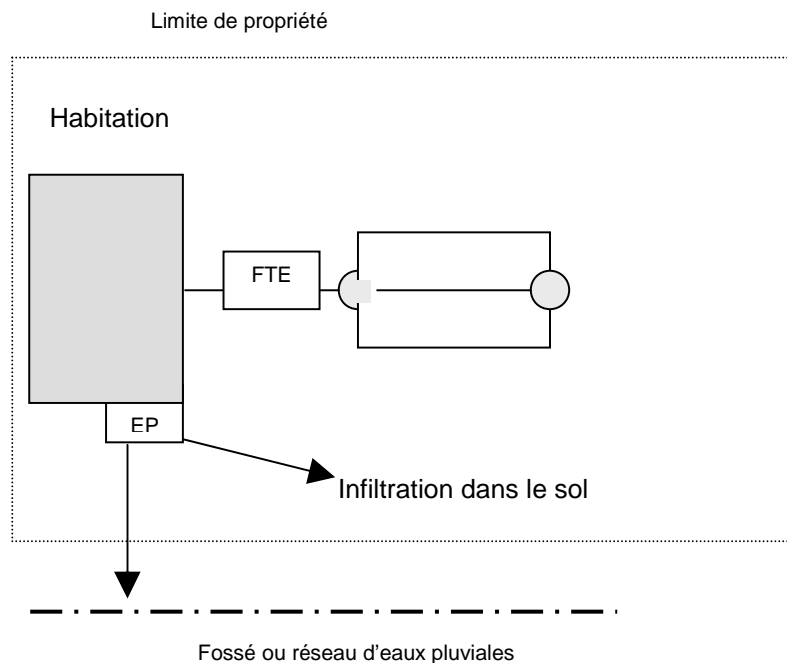 Limite de propriété
Habitation
FTE
EP
Infiltration dans le sol
Fossé ou réseau d'eaux pluviales